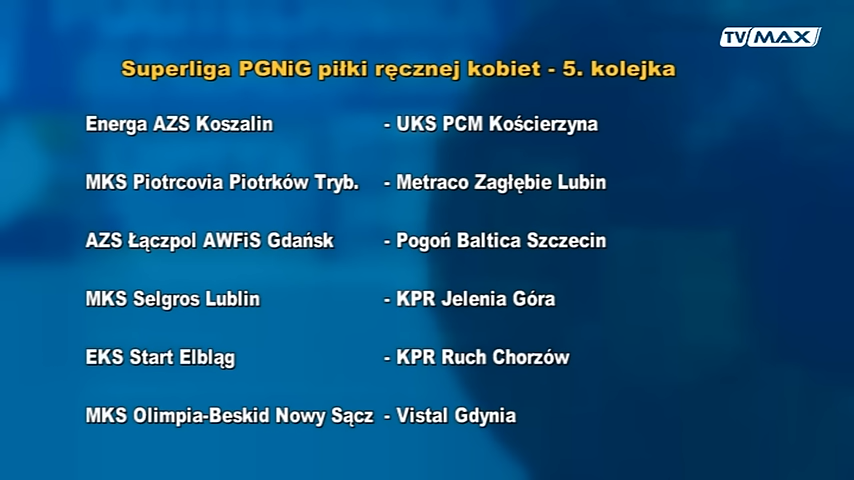 TV MAX
Superliga PGNiG piłki ręcznej kobiet - 5. kolejka
Energa AZS Koszalin - UKS PCM Kościerzyna
MKS Piotrcovia Piotrków Tryb. - Metraco Zagłębie Lubin
AZS Łączpol AWFiS Gdańsk - Pogoń Baltica Szczecin
MKS Selgros Lublin - KPR Jelenia Góra
EKS Start Elbląg - KPR Ruch Chorzów
MKS Olimpia-Beskid Nowy Sącz - Vistal Gdynia